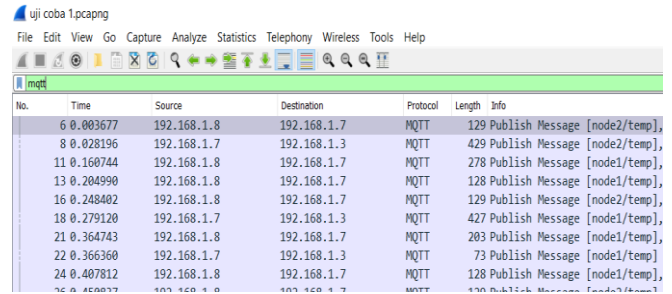 uji coba 1.pcapng
File Edit View Go Capture Analyze Statistics Telephony Wireless Tools Help
mqtt
No. Time Source Destination Protocol Length Info
6 0.003677 192.168.1.8 192.168.1.7 MQTT 129 Publish Message [node2/temp],
8 0.028196 192.168.1.7 192.168.1.3 MQTT 429 Publish Message [node2/temp],
11 0.160744 192.168.1.8 192.168.1.7 MQTT 278 Publish Message [node1/temp],
13 0.204990 192.168.1.8 192.168.1.7 MQTT 128 Publish Message [node1/temp],
16 0.248402 192.168.1.8 192.168.1.7 MQTT 129 Publish Message [node2/temp],
18 0.279120 192.168.1.7 192.168.1.3 MQTT 427 Publish Message [node1/temp],
21 0.364743 192.168.1.8 192.168.1.7 MQTT 203 Publish Message [node1/temp],
22 0.366360 192.168.1.7 192.168.1.3 MQTT 73 Publish Message [node1/temp]
24 0.407812 192.168.1.8 192.168.1.7 MQTT 128 Publish Message [node1/temp],